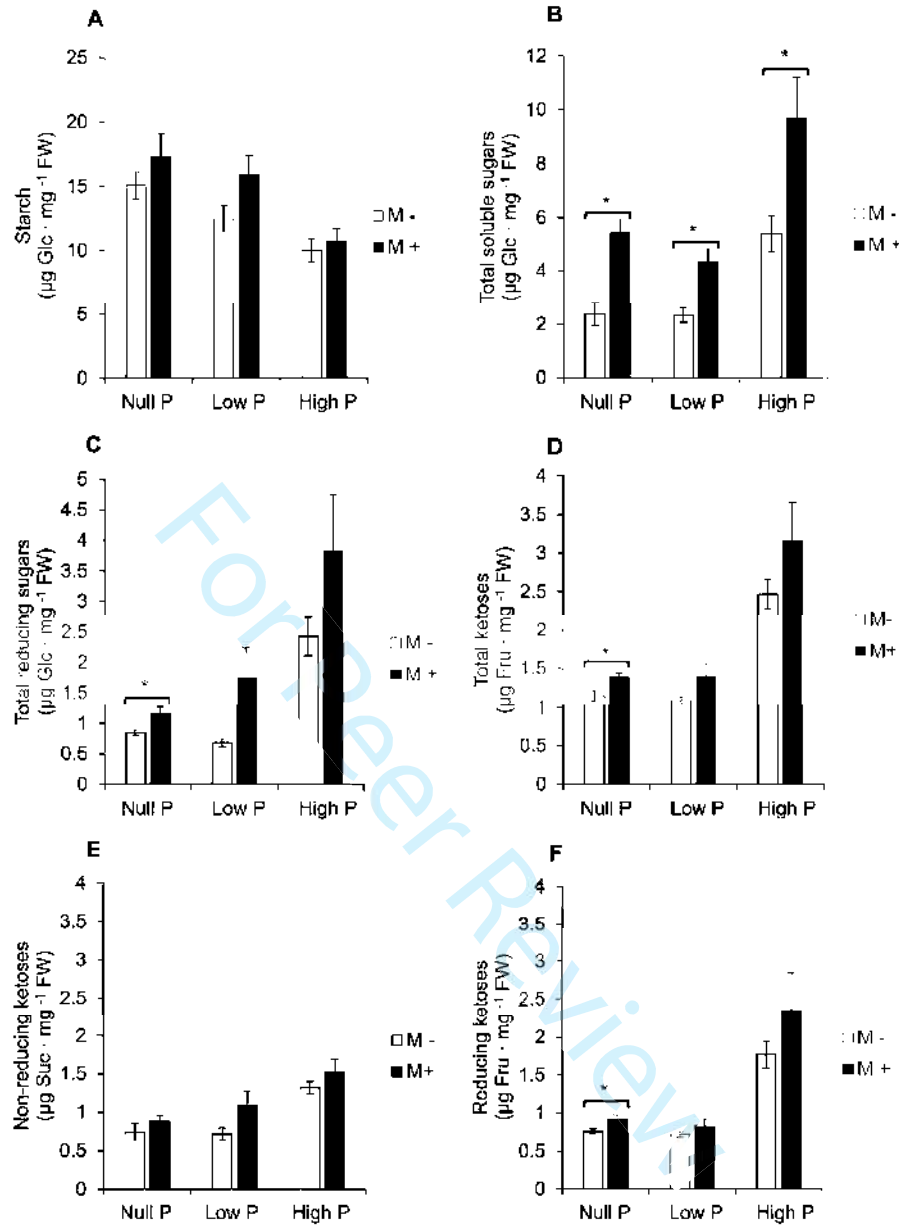 A
Starch
(µg Glc · mg ⁻¹ FW)
25
20
15
10
5
0
Null P Low P High P
M -
M +
B
Total soluble sugars
(µg Glc · mg ⁻¹ FW)
12
10
8
6
4
2
0
*
*
*
Null P Low P High P
M -
M +
C
Total reducing sugars
(µg Glc · mg ⁻¹ FW)
5
4.5
4
3.5
3
2.5
2
1.5
1
0.5
0
*
Null P Low P High P
M -
M +
D
Total ketoses
(µg Fru · mg ⁻¹ FW)
4
3.5
3
2.5
2
1.5
1
0.5
0
*
Null P Low P High P
M-
M+
E
Non-reducing ketoses
(µg Suc · mg ⁻¹ FW)
4
3.5
3
2.5
2
1.5
1
0.5
0
Null P Low P High P
M -
M+
F
Reducing ketoses
(µg Fru · mg ⁻¹ FW)
4
3.5
3
2.5
2
1.5
1
0.5
0
*
Null P Low P High P
M -
M +
For Peer Review